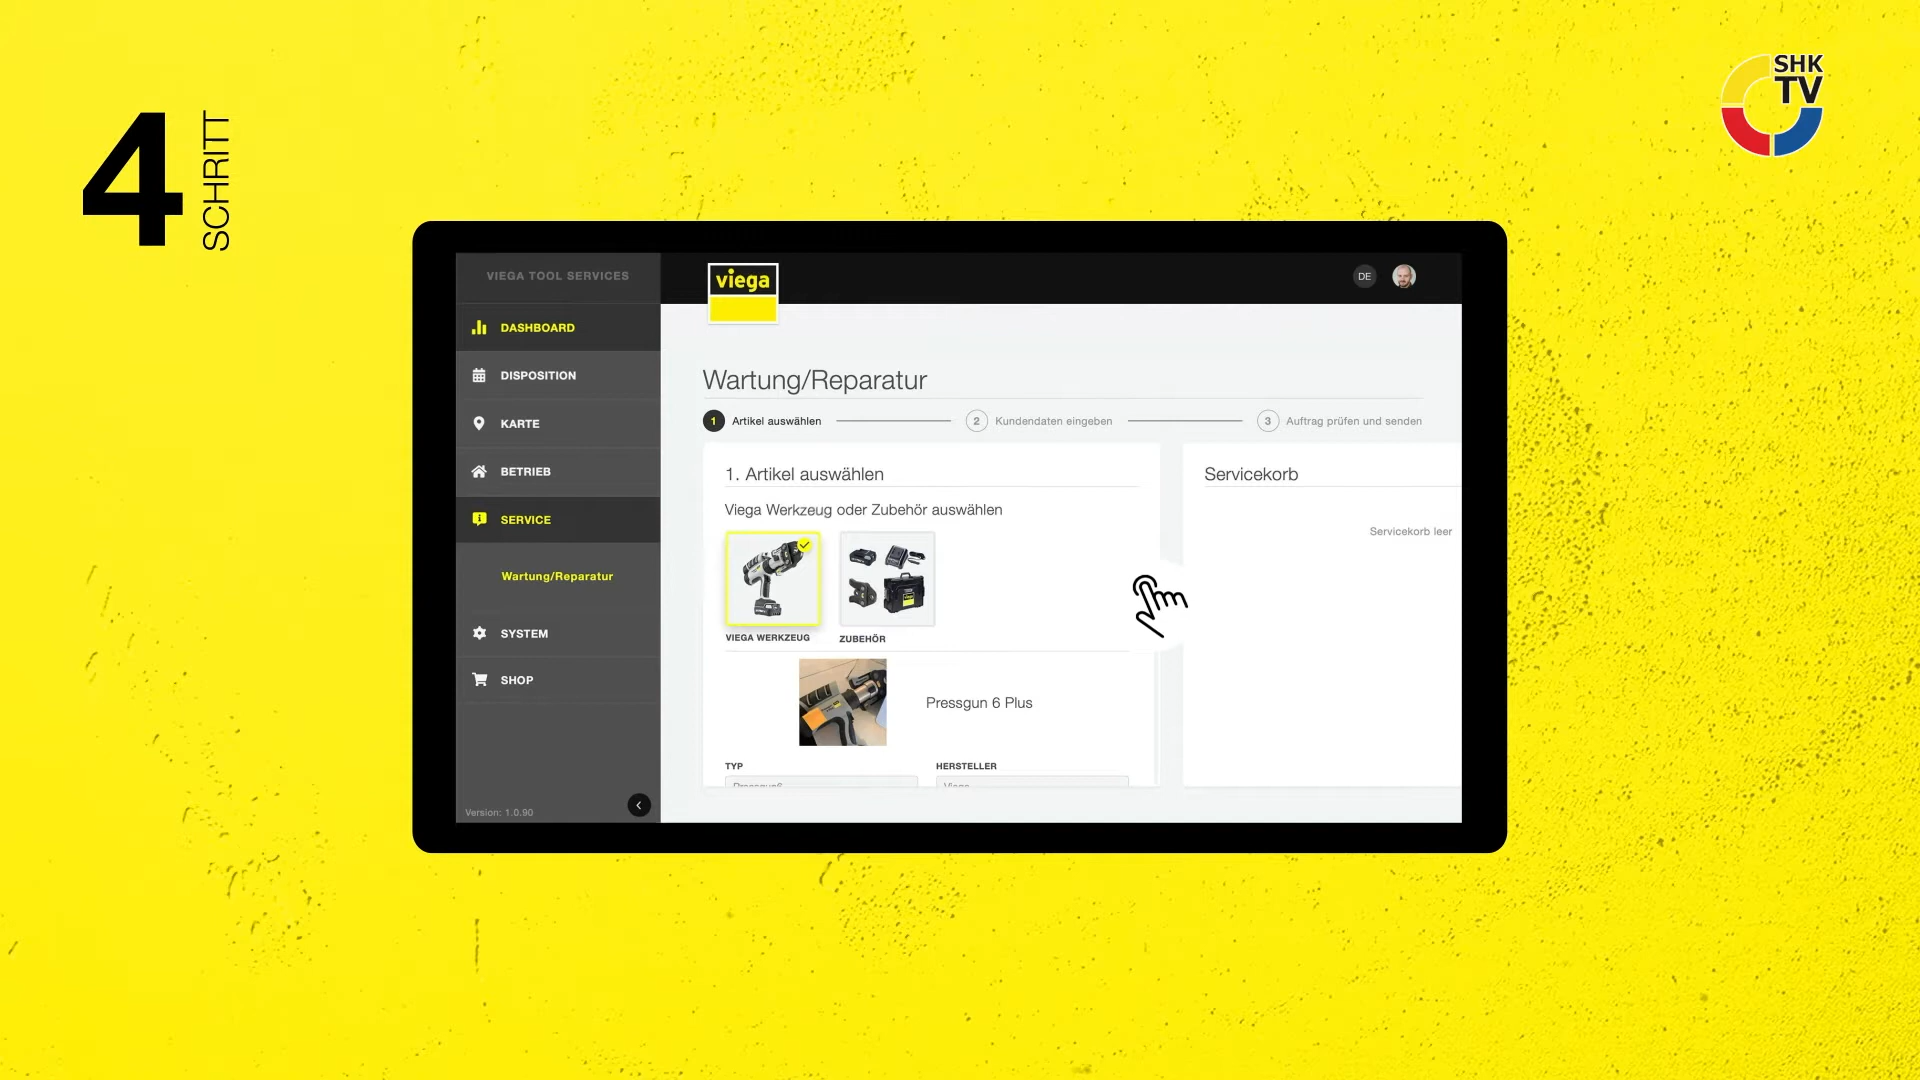 4 SCHRITT
SHK
TV
VIEGA TOOL SERVICES
viega
DE
DASHBOARD
DISPOSITION
KARTE
BETRIEB
SERVICE
Wartung/Reparatur
SYSTEM
SHOP
Version: 1.0.90
Wartung/Reparatur
1 Artikel auswählen
2 Kundendaten eingeben
3 Auftrag prüfen und senden
1. Artikel auswählen
Viega Werkzeug oder Zubehör auswählen
VIEGA WERKZEUG
ZUBEHÖR
Pressgun 6 Plus
TYP
HERSTELLER
Pressgun6
Viega
Servicekorb
Servicekorb leer